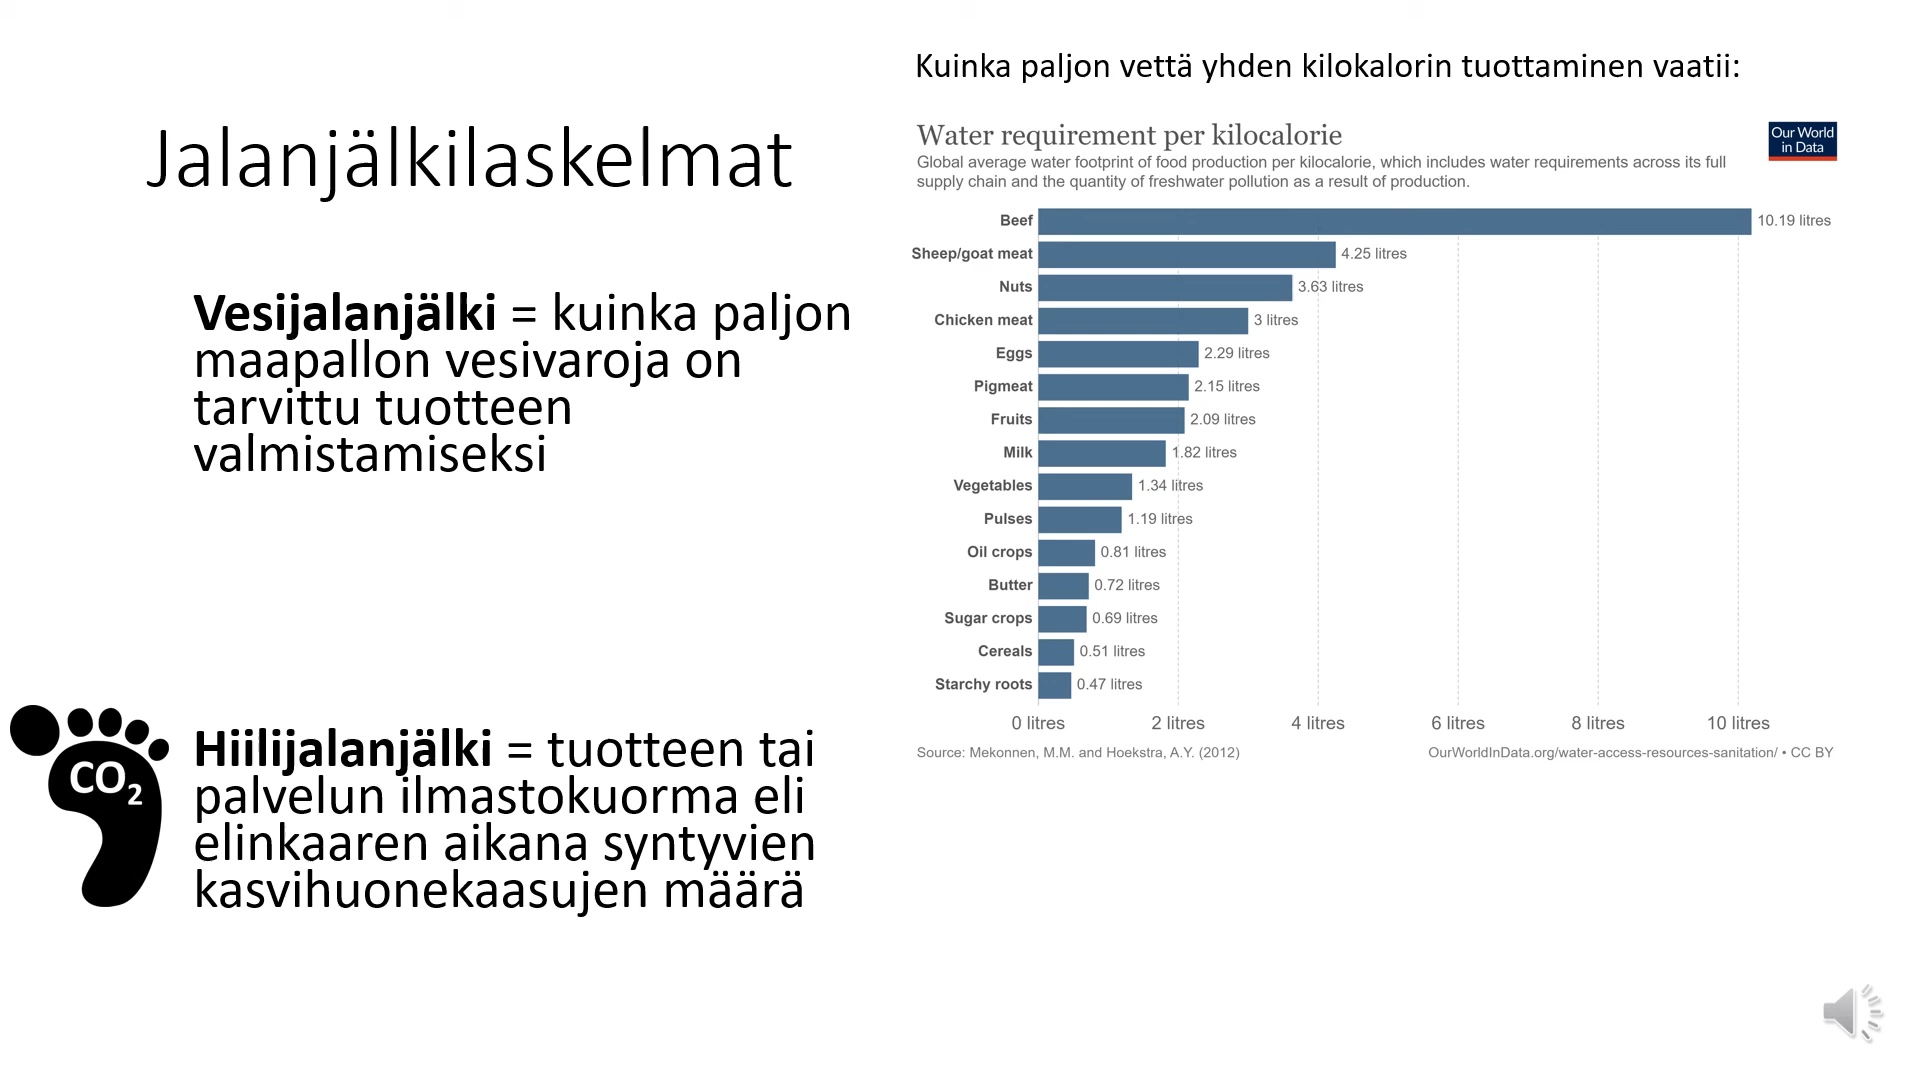 Jalanjälkilaskelmat
Vesijalanjälki = kuinka paljon
maapallon vesivaroja on
tarvittu tuotteen
valmistamiseksi
CO2
Hiilijalanjälki = tuotteen tai
palvelun ilmastokuorma eli
elinkaaren aikana syntyvien
kasvihuonekaasujen määrä
Kuinka paljon vettä yhden kilokalorin tuottaminen vaatii:
Water requirement per kilocalorie
Our World
in Data
Global average water footprint of food production per kilocalorie, which includes water requirements across its full
supply chain and the quantity of freshwater pollution as a result of production.
Beef 10.19 litres
Sheep/goat meat 4.25 litres
Nuts 3.63 litres
Chicken meat 3 litres
Eggs 2.29 litres
Pigmeat 2.15 litres
Fruits 2.09 litres
Milk 1.82 litres
Vegetables 1.34 litres
Pulses 1.19 litres
Oil crops 0.81 litres
Butter 0.72 litres
Sugar crops 0.69 litres
Cereals 0.51 litres
Starchy roots 0.47 litres
0 litres 2 litres 4 litres 6 litres 8 litres 10 litres
Source: Mekonnen, M.M. and Hoekstra, A.Y. (2012) OurWorldInData.org/water-access-resources-sanitation/ • CC BY